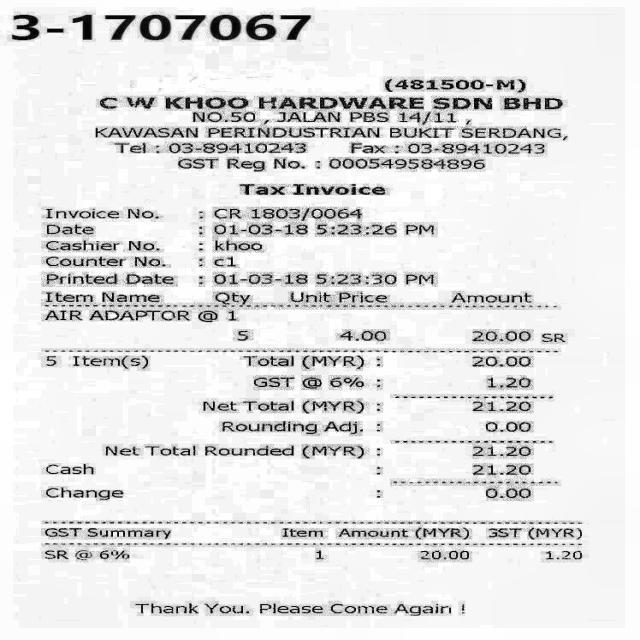 3-1707067
(481500-M)
C W KHOO HARDWARE SDN BHD
NO.50 , JALAN PBS 14/11 ,
KAWASAN PERINDUSTRIAN BUKIT SERDANG,
Tel : 03-89410243 Fax : 03-89410243
GST Reg No. : 000549584896
Tax Invoice
Invoice No. : CR 1803/0064
Date : 01-03-18 5:23:26 PM
Cashier No. : khoo
Counter No. : c1
Printed Date : 01-03-18 5:23:30 PM
Item Name Qty Unit Price Amount
AIR ADAPTOR @ 1
5 4.00 20.00 SR
5 Item(s) Total (MYR) : 20.00
GST @ 6% : 1.20
Net Total (MYR) : 21.20
Rounding Adj. : 0.00
Net Total Rounded (MYR) : 21.20
Cash : 21.20
Change : 0.00
GST Summary Item Amount (MYR) 3ST (MYR)
SR @ 6% 1 20.00 1.20
Thank You. Please Come Again !